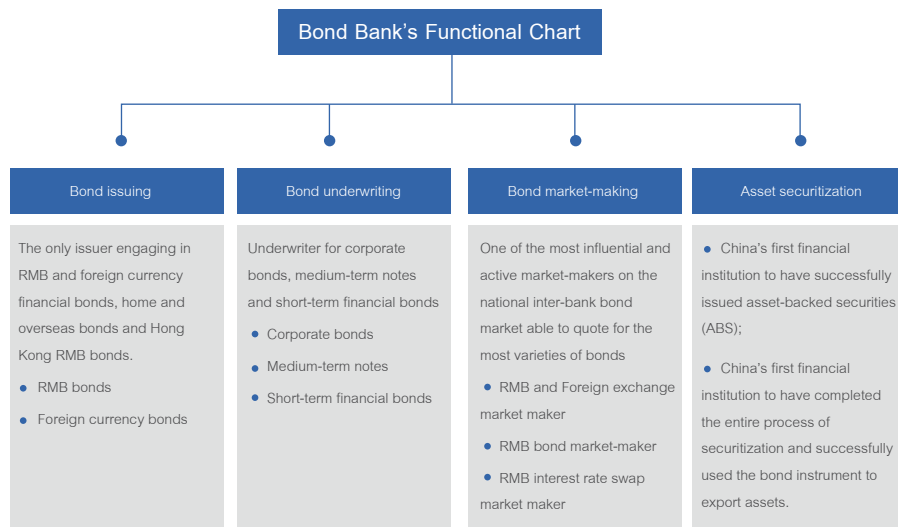 Bond Bank’s Functional Chart
Bond issuing
The only issuer engaging in
RMB and foreign currency
financial bonds, home and
overseas bonds and Hong
Kong RMB bonds.
RMB bonds
Foreign currency bonds
Bond underwriting
Underwriter for corporate
bonds, medium-term notes
and short-term financial bonds
Corporate bonds
Medium-term notes
Short-term financial bonds
Bond market-making
One of the most influential and
active market-makers on the
national inter-bank bond
market able to quote for the
most varieties of bonds
RMB and Foreign exchange
market maker
RMB bond market-maker
RMB interest rate swap
market maker
Asset securitization
China’s first financial
institution to have successfully
issued asset-backed securities
(ABS);
China’s first financial
institution to have completed
the entire process of
securitization and successfully
used the bond instrument to
export assets.